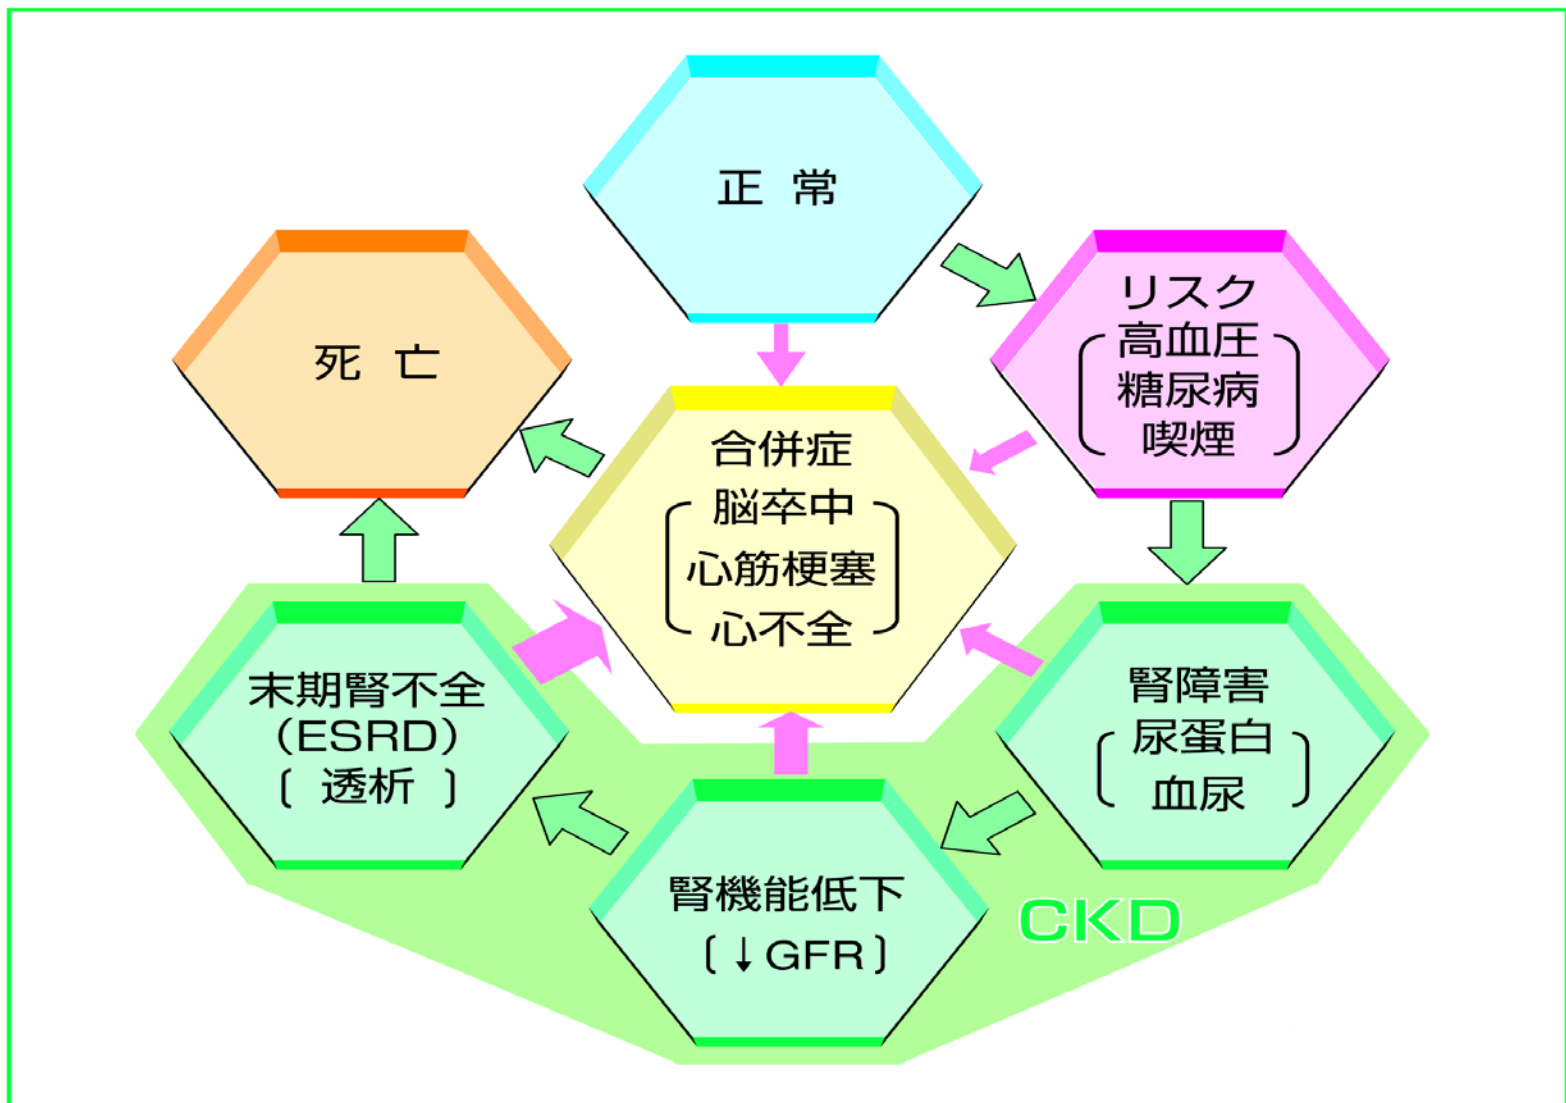 正 常
リスク
高血圧
糖尿病
喫煙
死 亡
合併症
脳卒中
心筋梗塞
心不全
腎障害
尿蛋白
血尿
末期腎不全
(ESRD)
[ 透析 ]
腎機能低下
[ ↓GFR ]
CKD